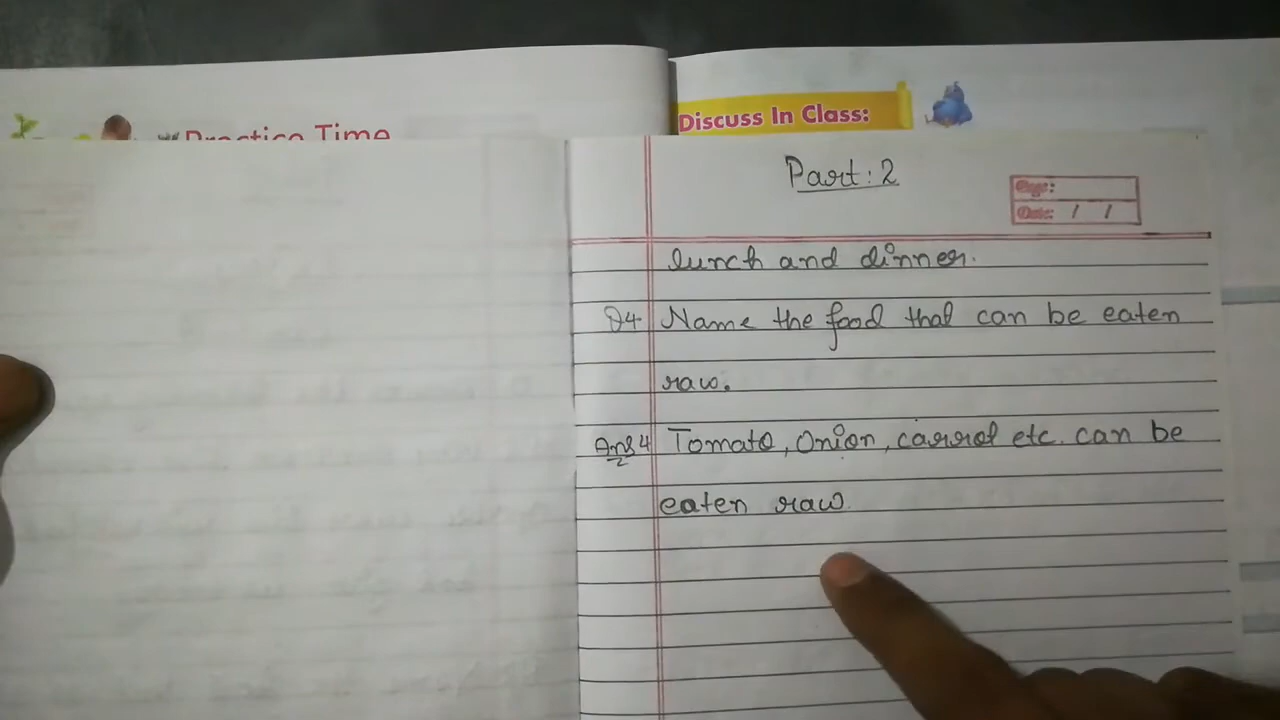 Practice Time
Discuss In Class:
Part: 2
Page:
Date: / /
lunch and dinner.
Q4 Name the food that can be eaten
raw.
Ans4 Tomato, Onion, carrot etc. can be
eaten raw.